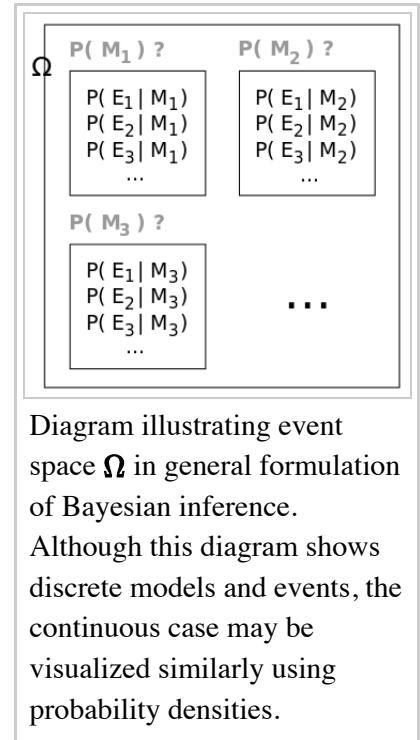 P( M₁ ) ?
P( M₂ ) ?
Ω
P( E₁ | M₁)
P( E₂ | M₁)
P( E₃ | M₁)
...
P( E₁ | M₂)
P( E₂ | M₂)
P( E₃ | M₂)
...
P( M₃ ) ?
P( E₁ | M₃)
P( E₂ | M₃)
P( E₃ | M₃)
...
...
Diagram illustrating event
space Ω in general formulation
of Bayesian inference.
Although this diagram shows
discrete models and events, the
continuous case may be
visualized similarly using
probability densities.